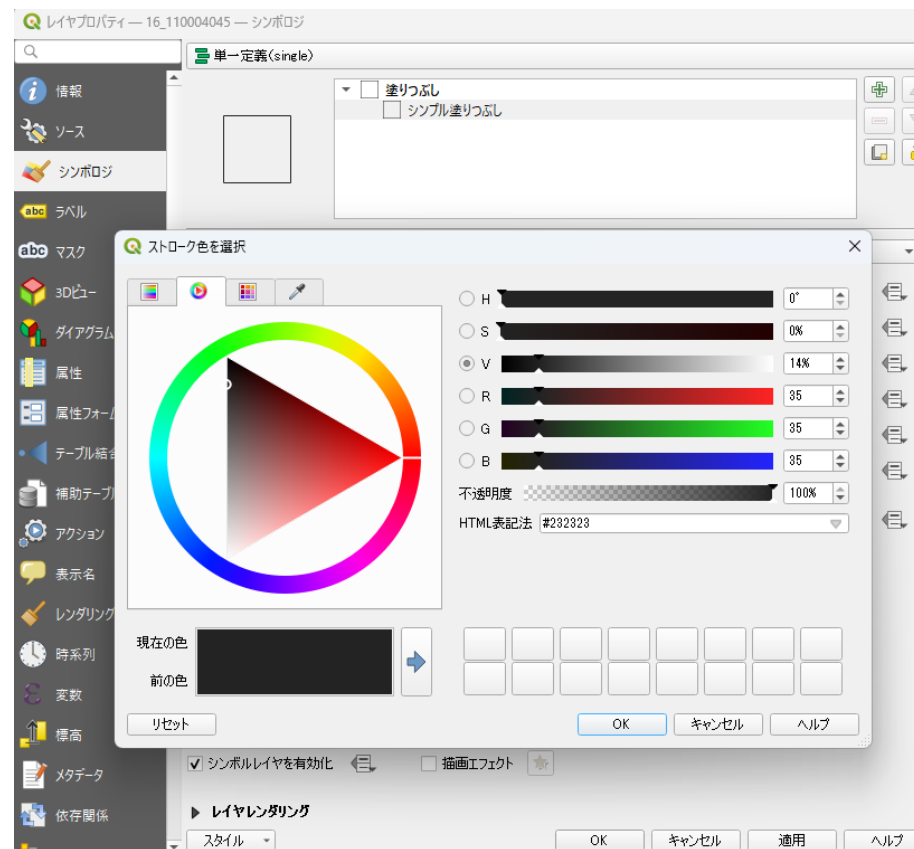 レイヤプロパティ — 16_110004045 — シンボロジ
単一定義(single)
情報
ソース
シンボロジ
ラベル
マスク
3Dビュー
ダイアグラム
属性
属性フォーム
テーブル結合
補助テーブル
アクション
表示名
レンダリング
時系列
変数
標高
メタデータ
依存関係
塗りつぶし
シンプル塗りつぶし
ストローク色を選択
H 0°
S 0%
V 14%
R 35
G 35
B 35
不透明度 100%
HTML表記法 #232323
現在の色
前の色
リセット OK キャンセル ヘルプ
シンボルレイヤを有効化 描画エフェクト
レイヤレンダリング
スタイル OK キャンセル 適用 ヘルプ